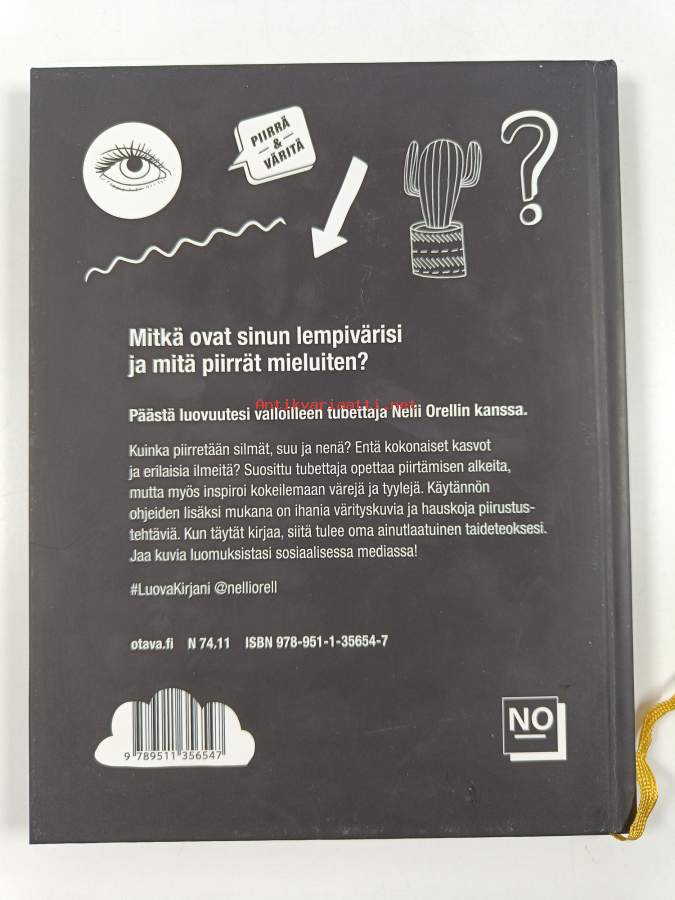 PIIRRÄ
&
VÄRITÄ
Mitkä ovat sinun lempivärisi
ja mitä piirrät mieluiten?
Antikvariaatti.net
Päästä luovuutesi valloilleen tubettaja Nelli Orellin kanssa.
Kuinka piirretään silmät, suu ja nenä? Entä kokonaiset kasvot
ja erilaisia ilmeitä? Suosittu tubettaja opettaa piirtämisen alkeita,
mutta myös inspiroi kokeilemaan värejä ja tyylejä. Käytännön
ohjeiden lisäksi mukana on ihania värityskuvia ja hauskoja piirustus-
tehtäviä. Kun täytät kirjaa, siitä tulee oma ainutlaatuinen taideteoksesi.
Jaa kuvia luomuksistasi sosiaalisessa mediassa!
#LuovaKirjani @nelliorell
otava.fi N 74.11 ISBN 978-951-1-35654-7
9 789511 356547
NO